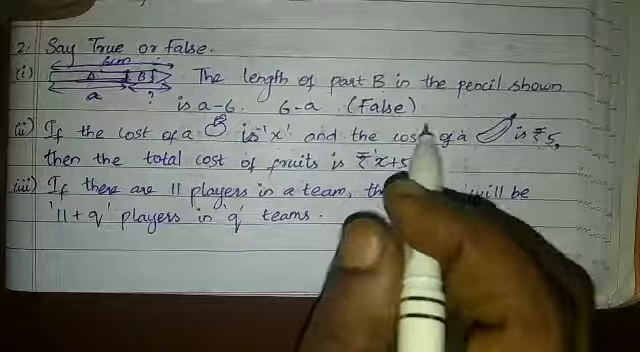 2. Say True or False.
6cm
(i) A B The length of part B in the pencil shown
a ? is a-6. 6-a (False)
(ii) If the cost of a is 'x' and the cost of a is ₹5,
then the total cost of fruits is ₹'x+5
(iii) If there are 11 players in a team, will be
'11+q' players in 'q' teams.